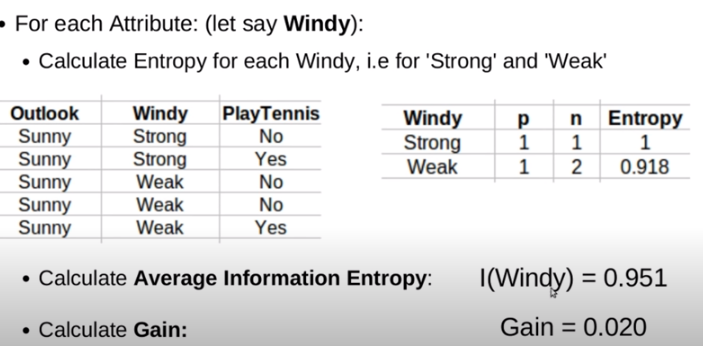 • For each Attribute: (let say Windy):
• Calculate Entropy for each Windy, i.e for 'Strong' and 'Weak'
Outlook Windy PlayTennis
Sunny Strong No
Sunny Strong Yes
Sunny Weak No
Sunny Weak No
Sunny Weak Yes
Windy p n Entropy
Strong 1 1 1
Weak 1 2 0.918
• Calculate Average Information Entropy: I(Windy) = 0.951
• Calculate Gain: Gain = 0.020